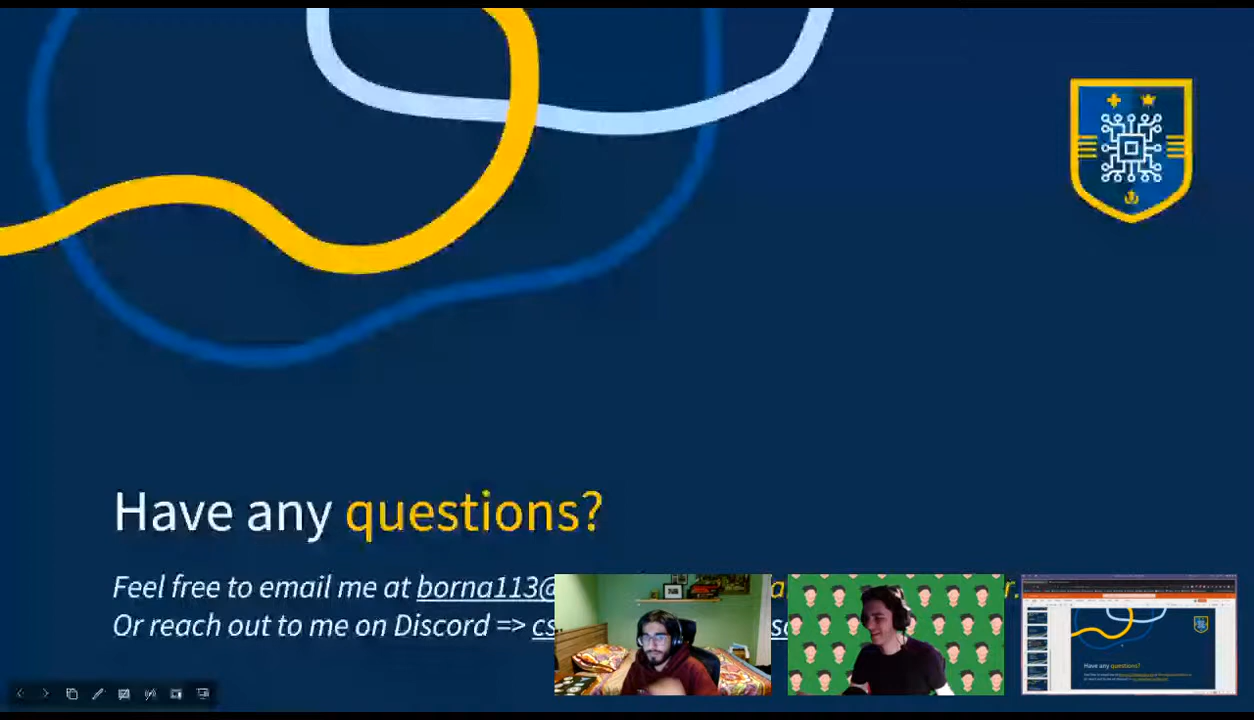 Have any questions?
Feel free to email me at borna113@
Or reach out to me on Discord => cs